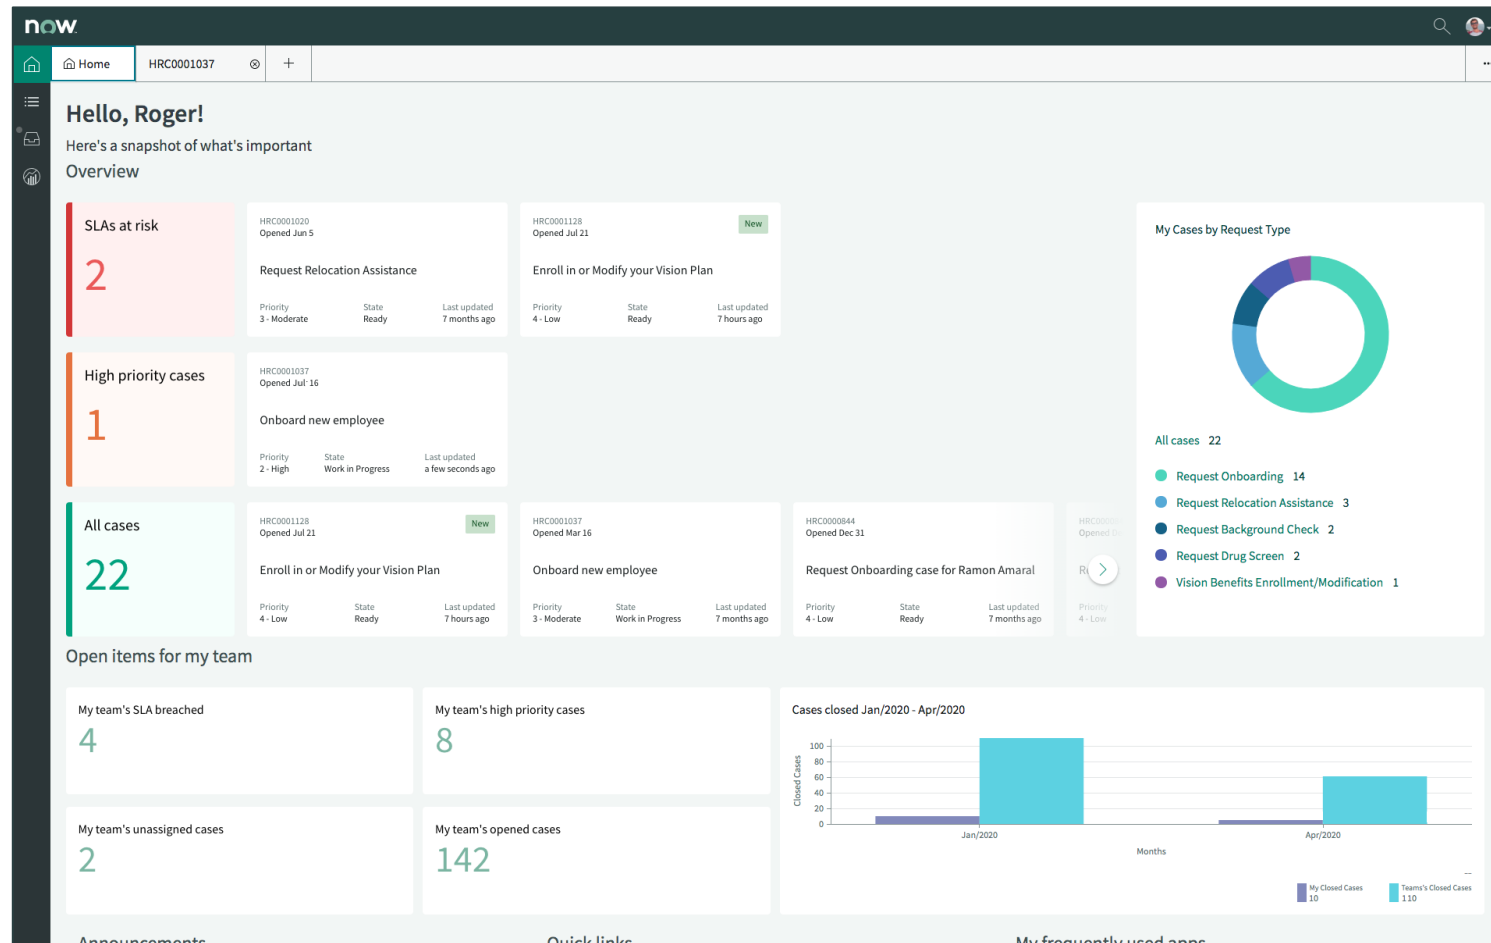 now.
Home
HRC0001037
Hello, Roger!
Here's a snapshot of what's important
Overview
SLAs at risk
2
HRC0001020
Opened Jun 5
Request Relocation Assistance
Priority State Last updated
3 - Moderate Ready 7 months ago
HRC0001128
Opened Jul 21
New
Enroll in or Modify your Vision Plan
Priority State Last updated
4 - Low Ready 7 hours ago
High priority cases
1
HRC0001037
Opened Jul 16
Onboard new employee
Priority State Last updated
2 - High Work in Progress a few seconds ago
All cases
22
HRC0001128
Opened Jul 21
New
Enroll in or Modify your Vision Plan
Priority State Last updated
4 - Low Ready 7 hours ago
HRC0001037
Opened Mar 16
Onboard new employee
Priority State Last updated
3 - Moderate Work in Progress 7 months ago
HRC0000844
Opened Dec 31
Request Onboarding case for Ramon Amaral
Priority State Last updated
4 - Low Ready 7 months ago
Opened
Priority
4 - Low
My Cases by Request Type
All cases 22
Request Onboarding 14
Request Relocation Assistance 3
Request Background Check 2
Request Drug Screen 2
Vision Benefits Enrollment/Modification 1
Open items for my team
My team's SLA breached
4
My team's high priority cases
8
My team's unassigned cases
2
My team's opened cases
142
Cases closed Jan/2020 - Apr/2020
Closed Cases
100
80
60
40
20
0
Jan/2020 Apr/2020
Months
--
My Closed Cases
10
Teams's Closed Cases
110
Announcements
Quick links
My frequently used apps